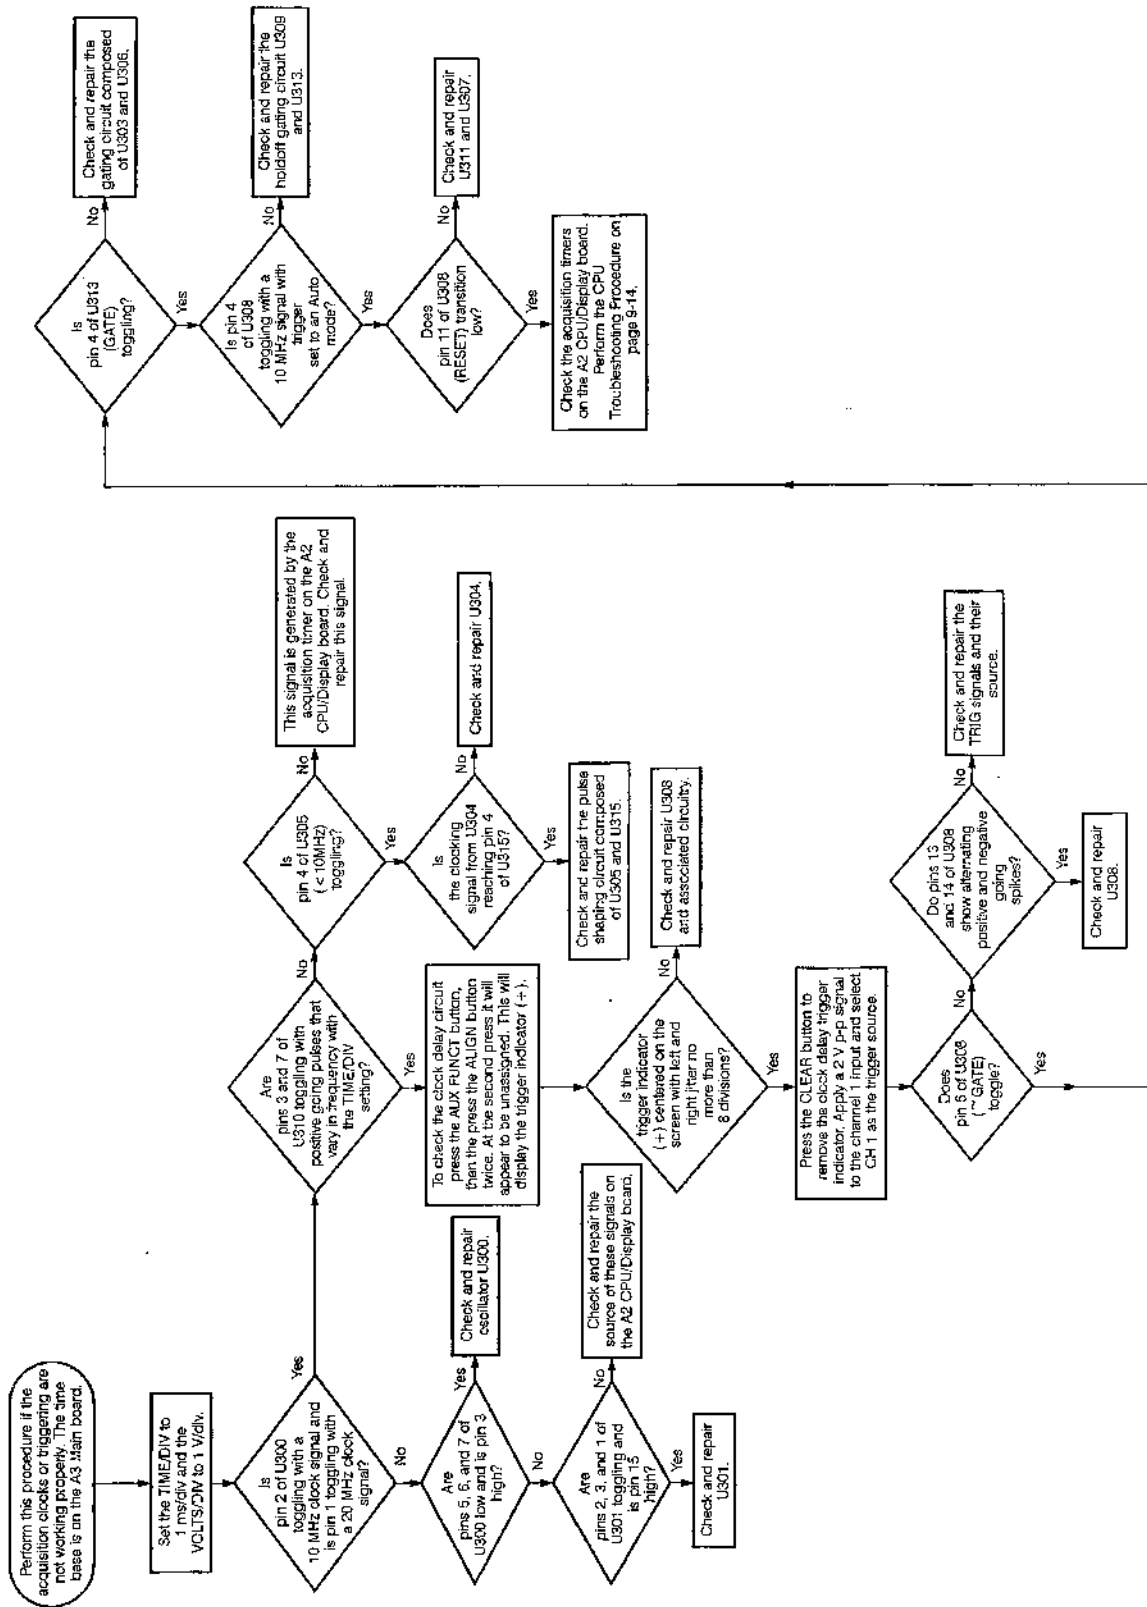 Perform this procedure if the
acquisition clocks or triggering are
not working properly. The time
base is on the A3 Main board.
Set the TIME/DIV to
1 ms/div and the
VOLTS/DIV to 1 V/div.
Is
pin 2 of U300
toggling with a
10 MHz clock signal and
is pin 1 toggling with
a 20 MHz clock
signal?
Yes
No
Are
pins 5, 6, and 7 of
U300 low and is pin 3
high?
Yes
Check and repair
oscillator U300.
No
Are
pins 2, 3, and 1 of
U301 toggling and
is pin 15
high?
No
Check and repair the
source of these signals on
the A2 CPU/Display board.
Yes
Check and repair
U301.
Are
pins 3 and 7 of
U310 toggling with
positive going pulses that
vary in frequency with
the TIME/DIV
setting?
No
Is
pin 4 of U305
(<10MHz)
toggling?
No
This signal is generated by the
acquisition timer on the A2
CPU/Display board. Check and
repair this signal.
Yes
Is
the clocking
signal from U304
reaching pin 4
of U315?
No
Check and repair U304.
Yes
Check and repair the pulse
shaping circuit composed
of U305 and U315.
Yes
To check the clock delay circuit
press the AUX FUNCT button,
then the press the ALIGN button
twice. At the second press it will
appear to be unassigned. This will
display the trigger indicator (+).
Is the
trigger indicator
(+) centered on the
screen with left and
right jitter no
more than
8 divisions?
No
Check and repair U308
and associated circuitry.
Yes
Press the CLEAR button to
remove the clock delay trigger
indicator. Apply a 2 V p-p signal
to the channel 1 input and select
CH 1 as the trigger source.
Does
pin 6 of U308
(~GATE)
toggle?
No
Do pins 13
and 14 of U308
show alternating
positive and negative
going
spikes?
No
Check and repair the
TRIG signals and their
source.
Yes
Check and repair
U308.
Yes
Is
pin 4 of U313
(GATE)
toggling?
No
Check and repair the
gating circuit composed
of U303 and U306.
Yes
Is pin 4
of U308
toggling with a
10 MHz signal with
trigger
set to an Auto
mode?
No
Check and repair the
holdoff gating circuit U309
and U313.
Yes
Does
pin 11 of U308
(RESET) transition
low?
No
Check and repair
U311 and U307.
Yes
Check the acquisition timers
on the A2 CPU/Display board.
Perform the CPU
Troubleshooting Procedure on
page 9-14.